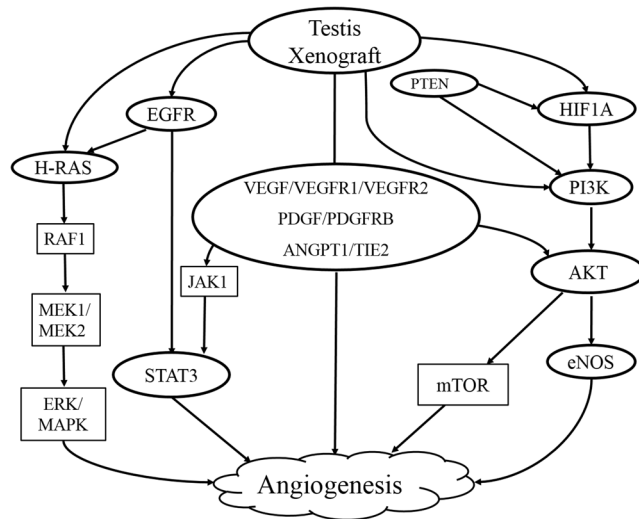 Testis
Xenograft
PTEN
EGFR
HIF1A
H-RAS
VEGF/VEGFR1/VEGFR2
PI3K
PDGF/PDGFRB
RAF1
ANGPT1/TIE2
JAK1
AKT
MEK1/
MEK2
STAT3
mTOR
eNOS
ERK/
MAPK
Angiogenesis